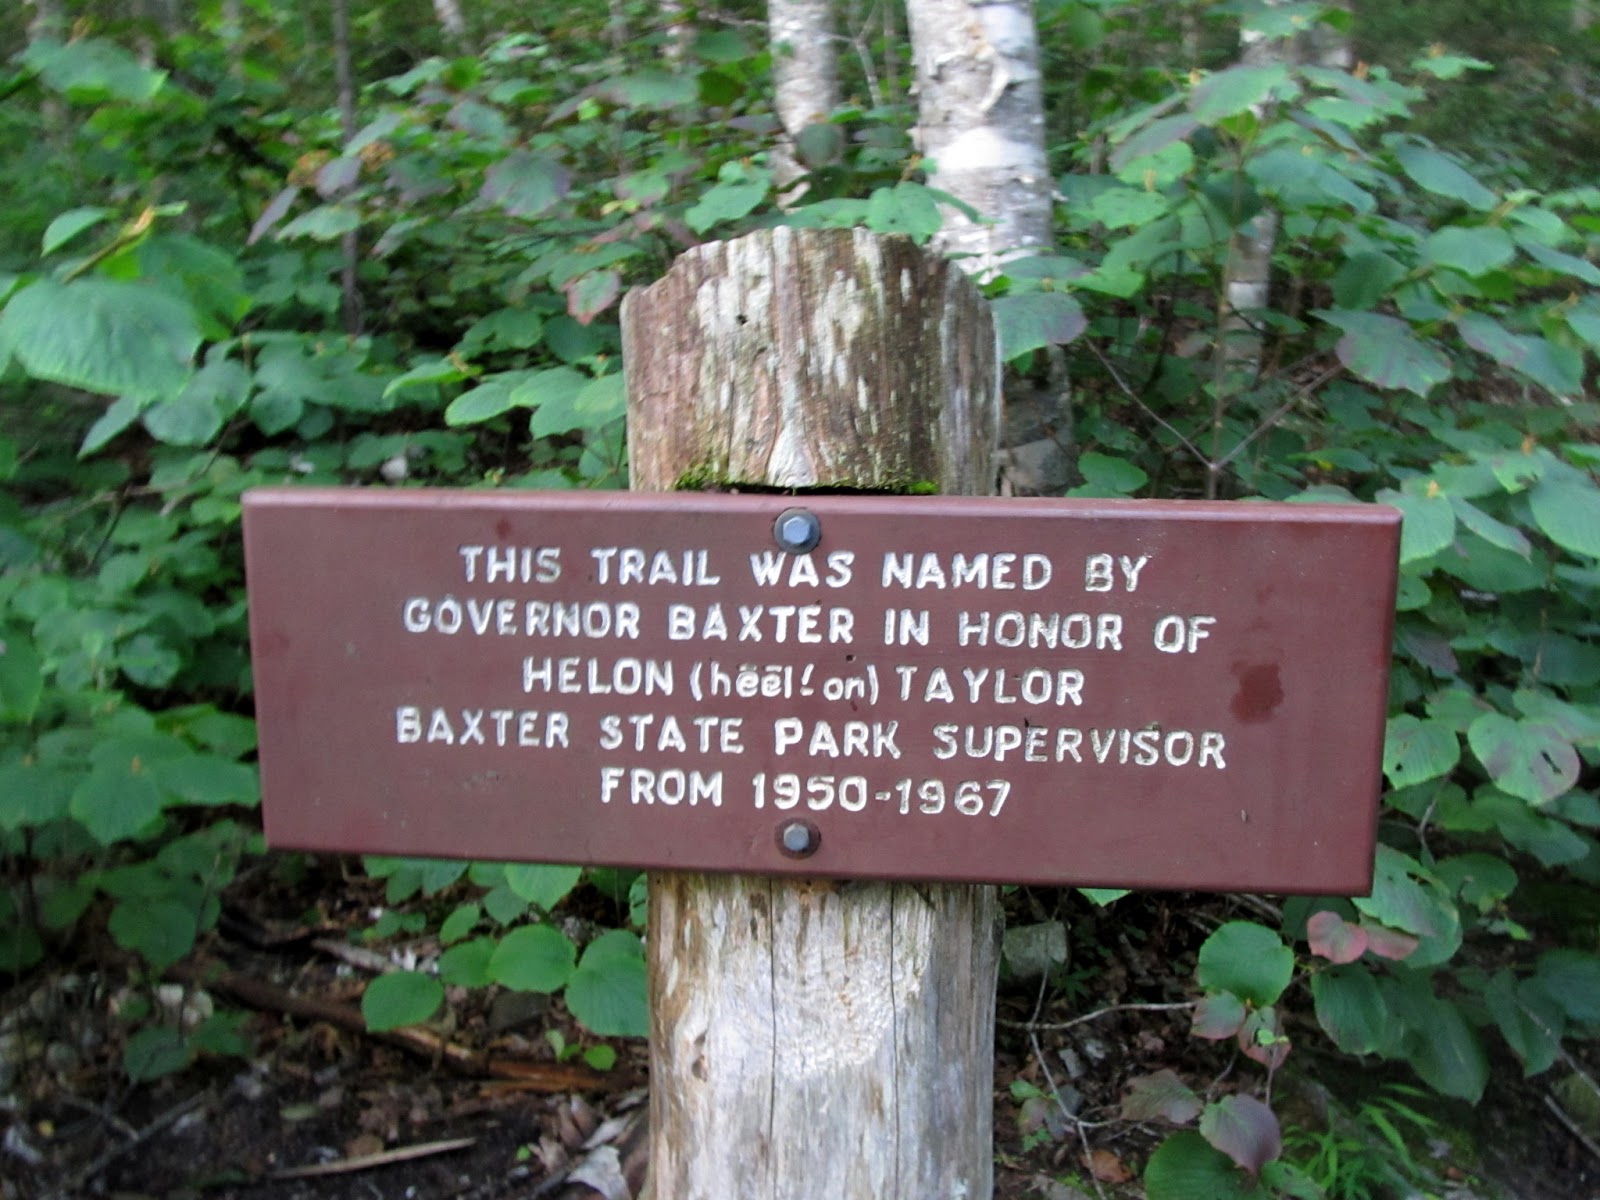 THIS TRAIL WAS NAMED BY
GOVERNOR BAXTER IN HONOR OF
HELON (hēēl' on) TAYLOR
BAXTER STATE PARK SUPERVISOR
FROM 1950-1967